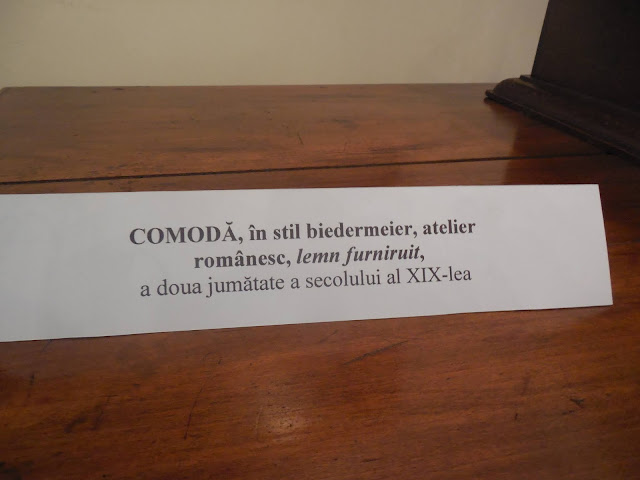 COMODĂ, în stil biedermeier, atelier
românesc, lemn furniruit,
a doua jumătate a secolului al XIX-lea